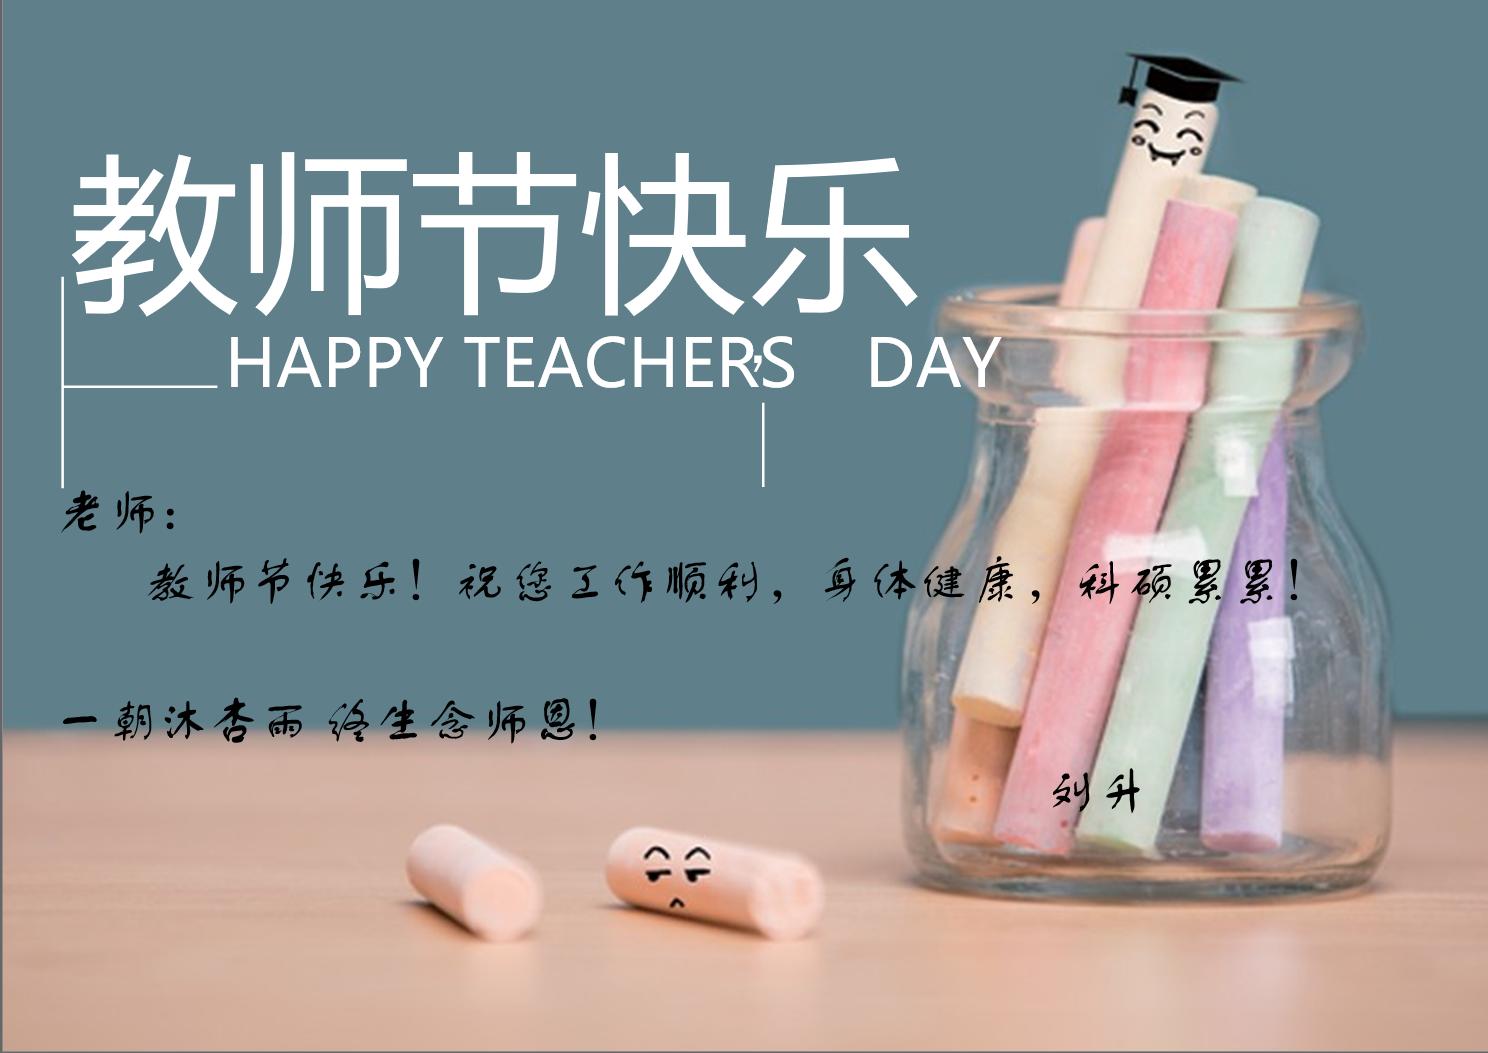 教师节快乐
HAPPY TEACHER'S DAY
老师：
教师节快乐！祝您工作顺利，身体健康，科硕累累！
一朝沐杏雨 终生念师恩！
刘升